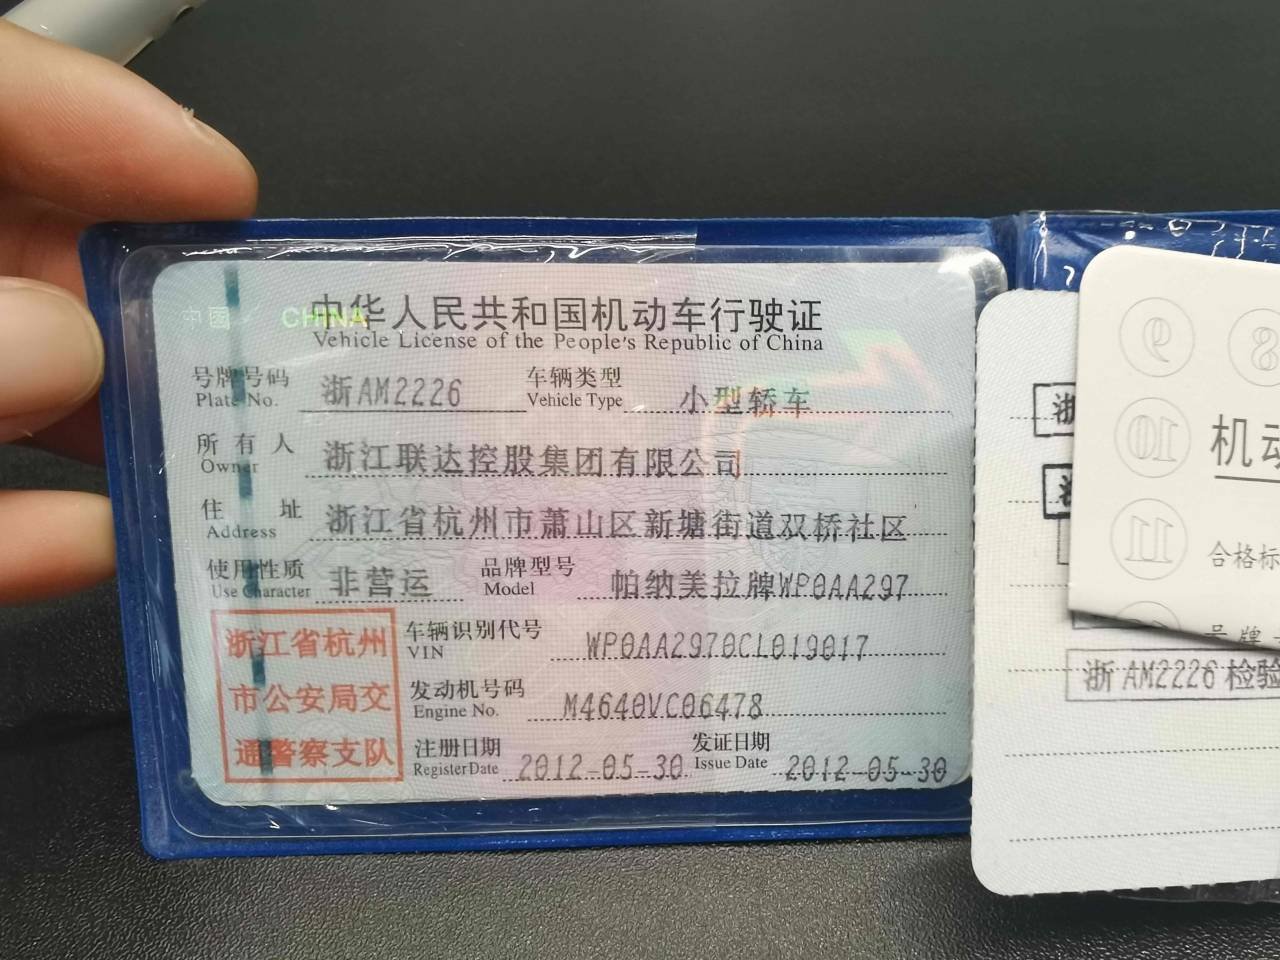 中国 CHINA
中华人民共和国机动车行驶证
Vehicle License of the People's Republic of China
号牌号码 浙AM2226 车辆类型 小型轿车
Plate No. Vehicle Type
所有人 浙江联达控股集团有限公司
Owner
住址 浙江省杭州市萧山区新塘街道双桥社区
Address
使用性质 非营运 品牌型号 帕纳美拉牌WP0AA297
Use Character Model
浙江省杭州
市公安局交
通警察支队
车辆识别代号 WP0AA2970CL019017
VIN
发动机号码 M4640VC06478
Engine No.
注册日期 2012-05-30 发证日期 2012-05-30
Register Date Issue Date
浙
9 8
10
11
机动
合格标
号牌
浙AM2226检验